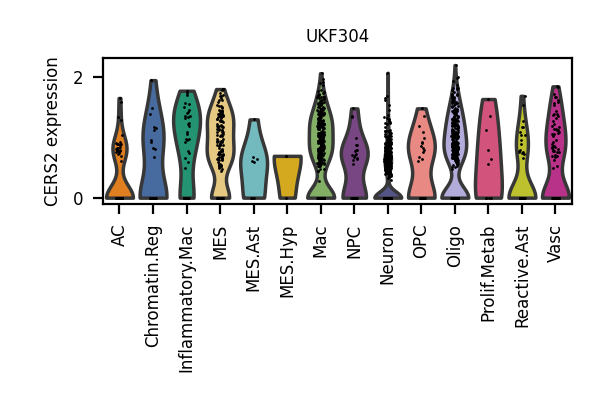 UKF304
CERS2 expression
2
0
AC
Chromatin.Reg
Inflammatory.Mac
MES
MES.Ast
MES.Hyp
Mac
NPC
Neuron
OPC
Oligo
Prolif.Metab
Reactive.Ast
Vasc